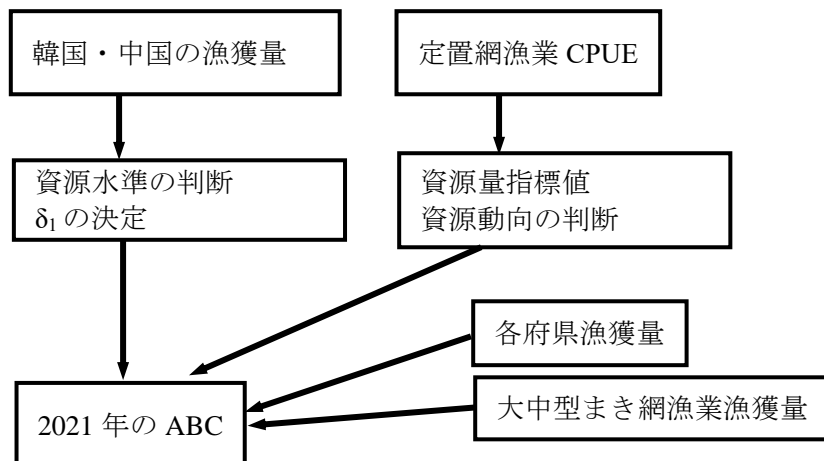 韓国・中国の漁獲量
定置網漁業 CPUE
資源水準の判断
δ1 の決定
資源量指標値
資源動向の判断
各府県漁獲量
大中型まき網漁業漁獲量
2021 年の ABC